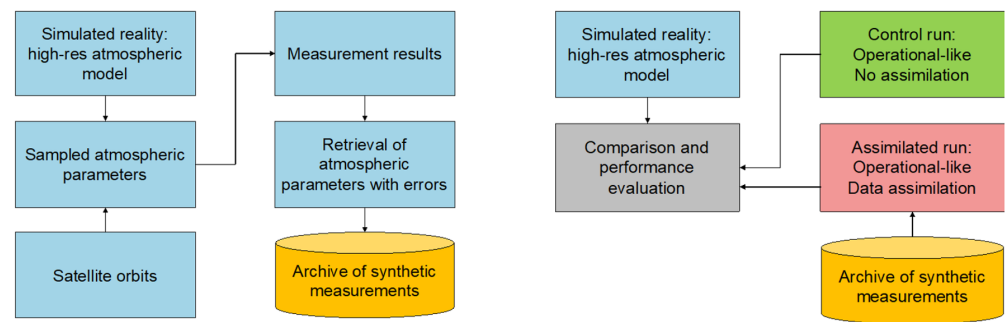 Simulated reality:
high-res atmospheric
model
Measurement results
Sampled atmospheric
parameters
Retrieval of
atmospheric
parameters with errors
Satellite orbits
Archive of synthetic
measurements
Simulated reality:
high-res atmospheric
model
Control run:
Operational-like
No assimilation
Comparison and
performance
evaluation
Assimilated run:
Operational-like
Data assimilation
Archive of synthetic
measurements